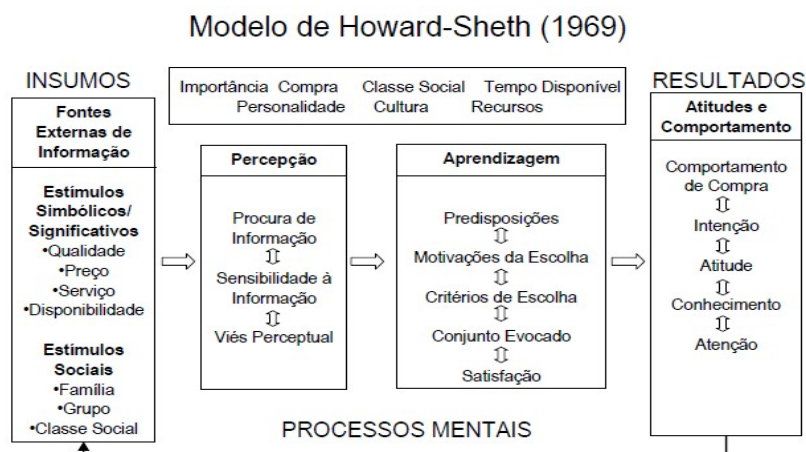 Modelo de Howard-Sheth (1969)
INSUMOS
Fontes
Externas de
Informação
Estímulos
Simbólicos/
Significativos
•Qualidade
•Preço
•Serviço
•Disponibilidade
Estímulos
Sociais
•Família
•Grupo
•Classe Social
Importância Compra Classe Social Tempo Disponível
Personalidade Cultura Recursos
Percepção
Procura de
Informação
Sensibilidade à
Informação
Viés Perceptual
Aprendizagem
Predisposições
Motivações da Escolha
Critérios de Escolha
Conjunto Evocado
Satisfação
PROCESSOS MENTAIS
RESULTADOS
Atitudes e
Comportamento
Comportamento
de Compra
Intenção
Atitude
Conhecimento
Atenção